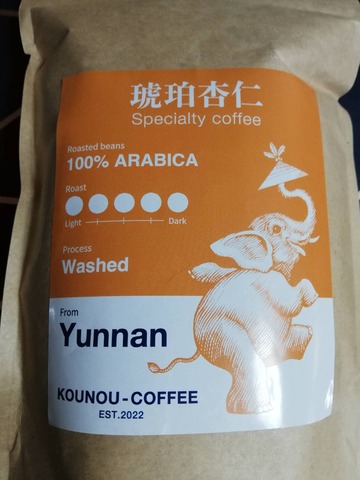 琥珀杏仁
Specialty coffee
Roasted beans
100% ARABICA
Roast
Light Dark
Process
Washed
From
Yunnan
KOUNOU-COFFEE
EST.2022